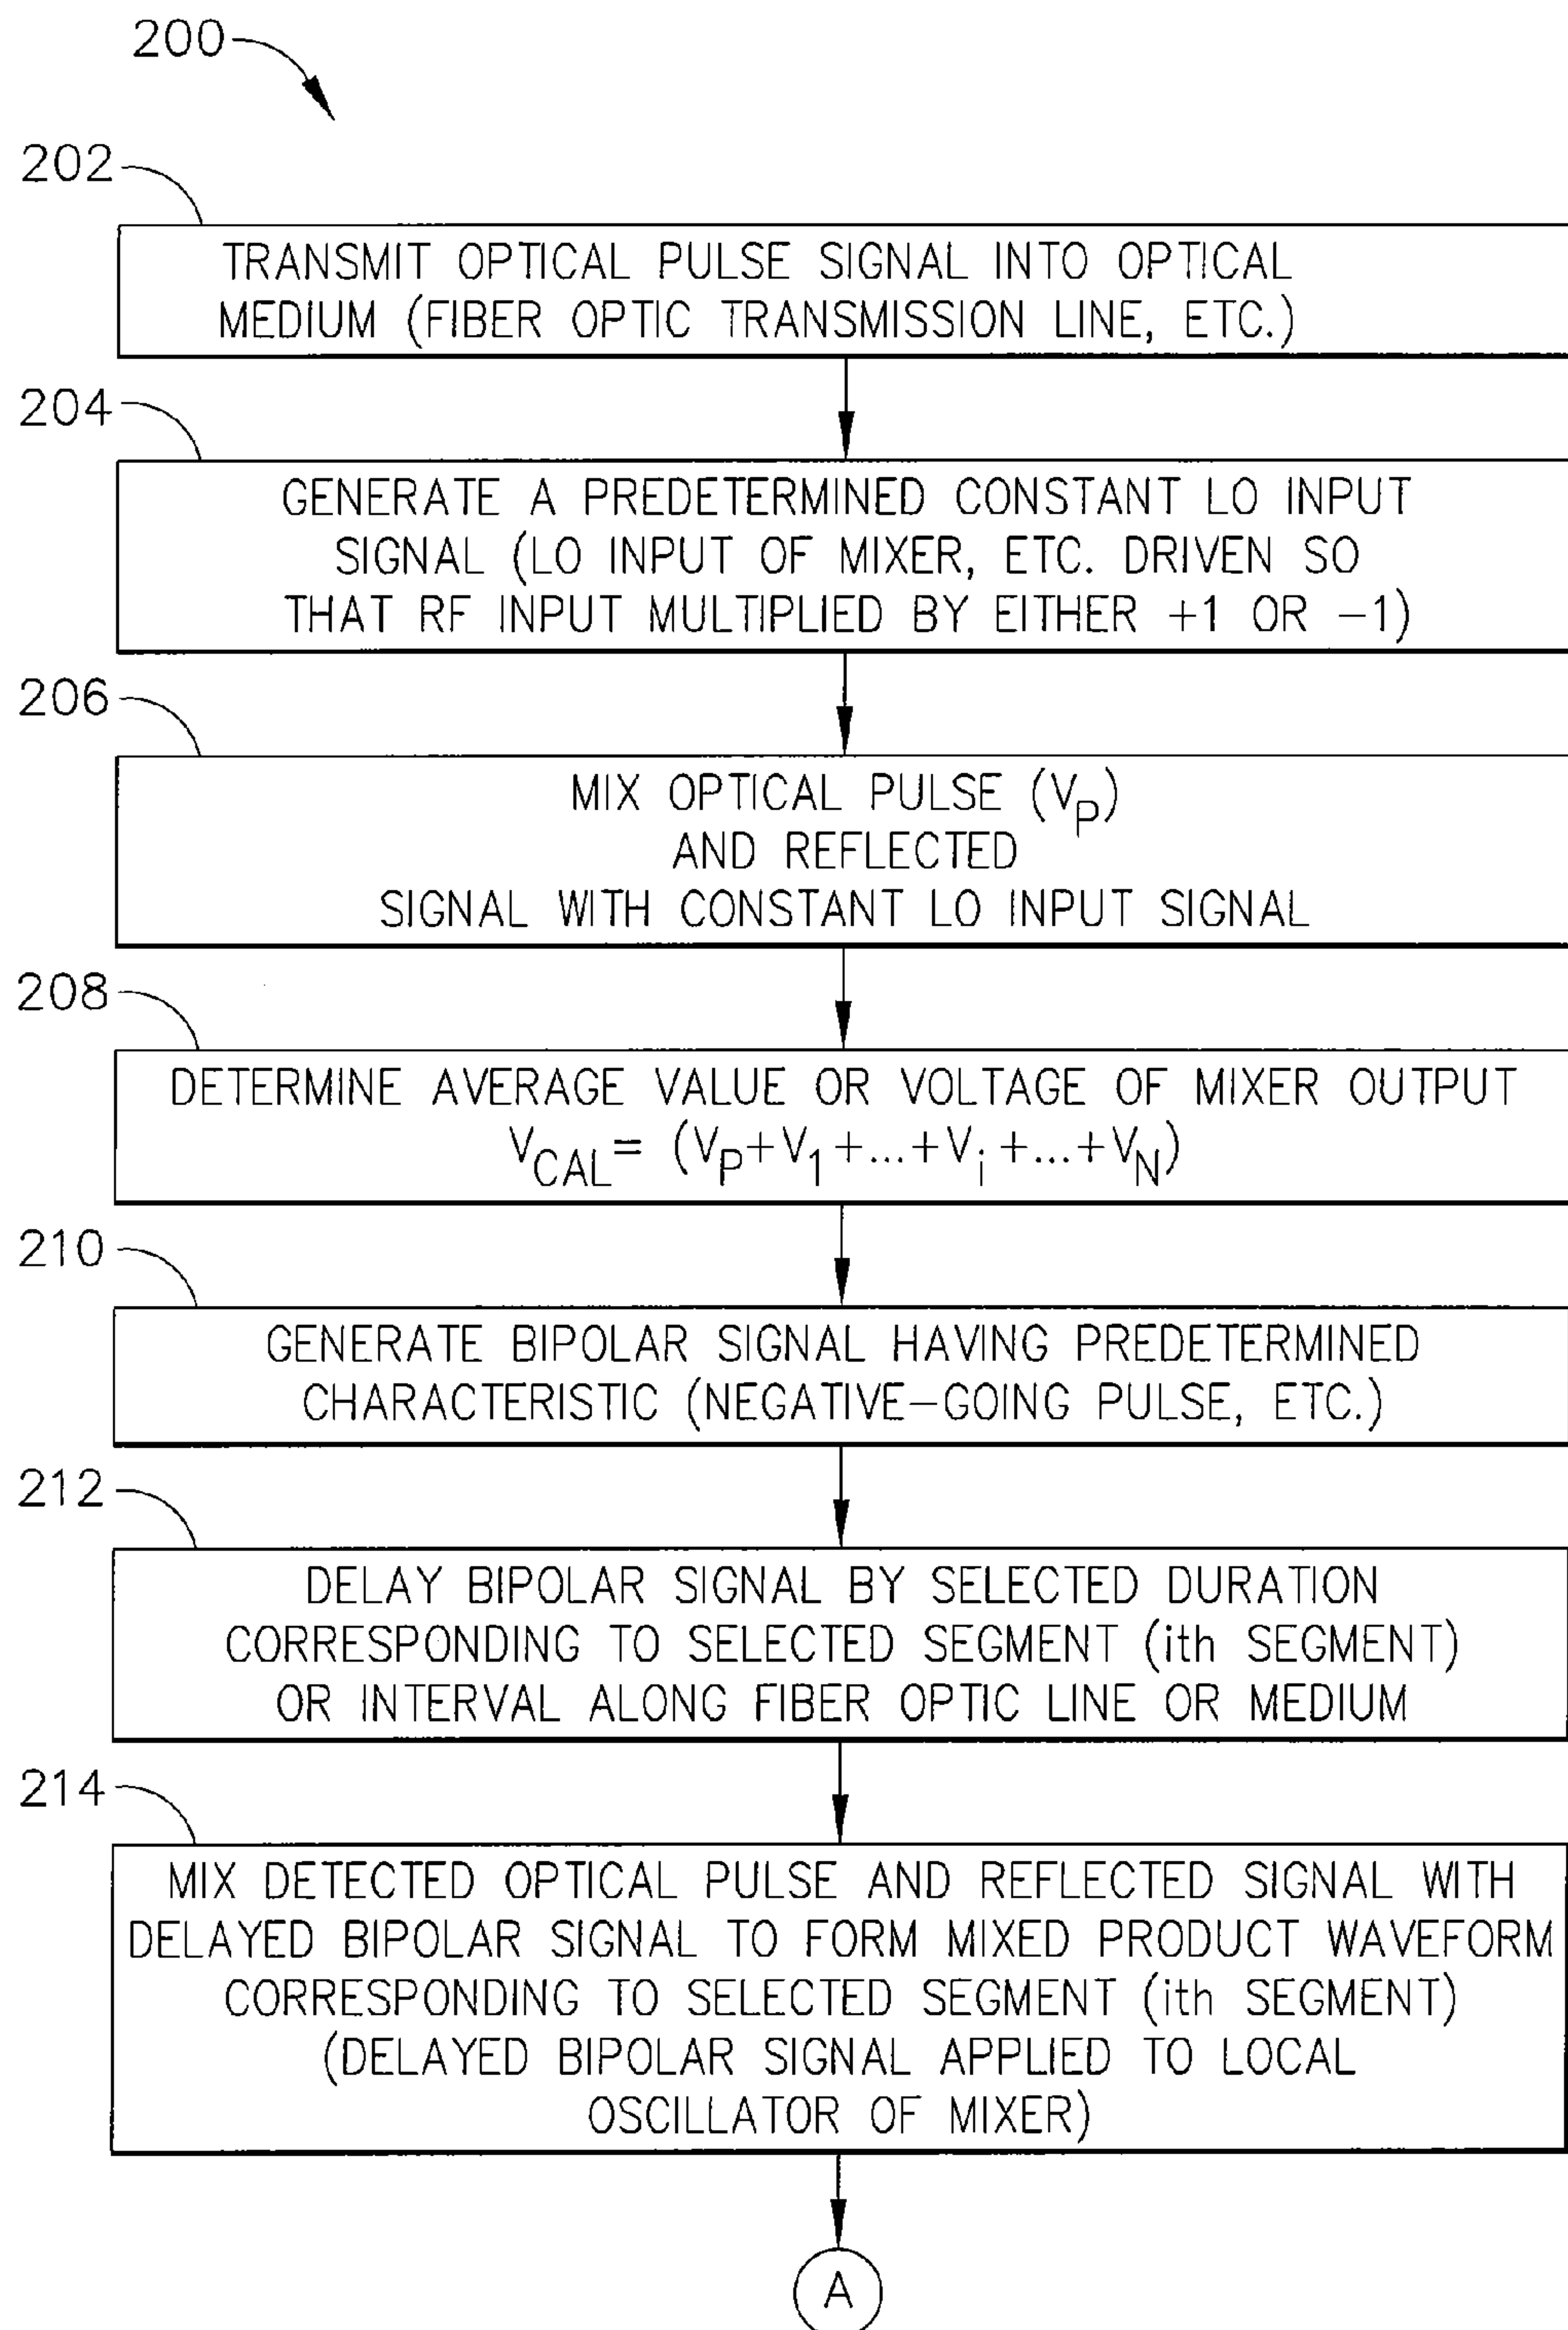 200
202
TRANSMIT OPTICAL PULSE SIGNAL INTO OPTICAL
MEDIUM (FIBER OPTIC TRANSMISSION LINE, ETC.)
204
GENERATE A PREDETERMINED CONSTANT LO INPUT
SIGNAL (LO INPUT OF MIXER, ETC. DRIVEN SO
THAT RF INPUT MULTIPLIED BY EITHER +1 OR −1)
206
MIX OPTICAL PULSE (V_P)
AND REFLECTED
SIGNAL WITH CONSTANT LO INPUT SIGNAL
208
DETERMINE AVERAGE VALUE OR VOLTAGE OF MIXER OUTPUT
V_CAL= (V_P+V_1+...+V_i+...+V_N)
210
GENERATE BIPOLAR SIGNAL HAVING PREDETERMINED
CHARACTERISTIC (NEGATIVE−GOING PULSE, ETC.)
212
DELAY BIPOLAR SIGNAL BY SELECTED DURATION
CORRESPONDING TO SELECTED SEGMENT (ith SEGMENT)
OR INTERVAL ALONG FIBER OPTIC LINE OR MEDIUM
214
MIX DETECTED OPTICAL PULSE AND REFLECTED SIGNAL WITH
DELAYED BIPOLAR SIGNAL TO FORM MIXED PRODUCT WAVEFORM
CORRESPONDING TO SELECTED SEGMENT (ith SEGMENT)
(DELAYED BIPOLAR SIGNAL APPLIED TO LOCAL
OSCILLATOR OF MIXER)
A